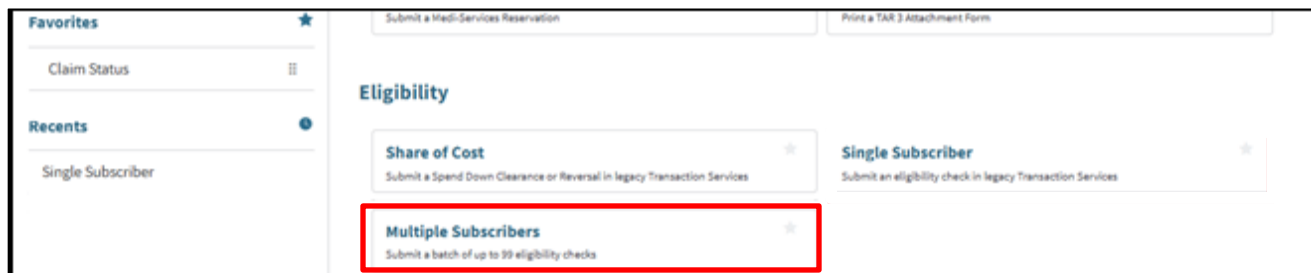 Favorites
Claim Status
Recents
Single Subscriber
Submit a Medi-Services Reservation
Print a TAR 3 Attachment Form
Eligibility
Share of Cost
Submit a Spend Down Clearance or Reversal in legacy Transaction Services
Single Subscriber
Submit an eligibility check in legacy Transaction Services
Multiple Subscribers
Submit a batch of up to 99 eligibility checks